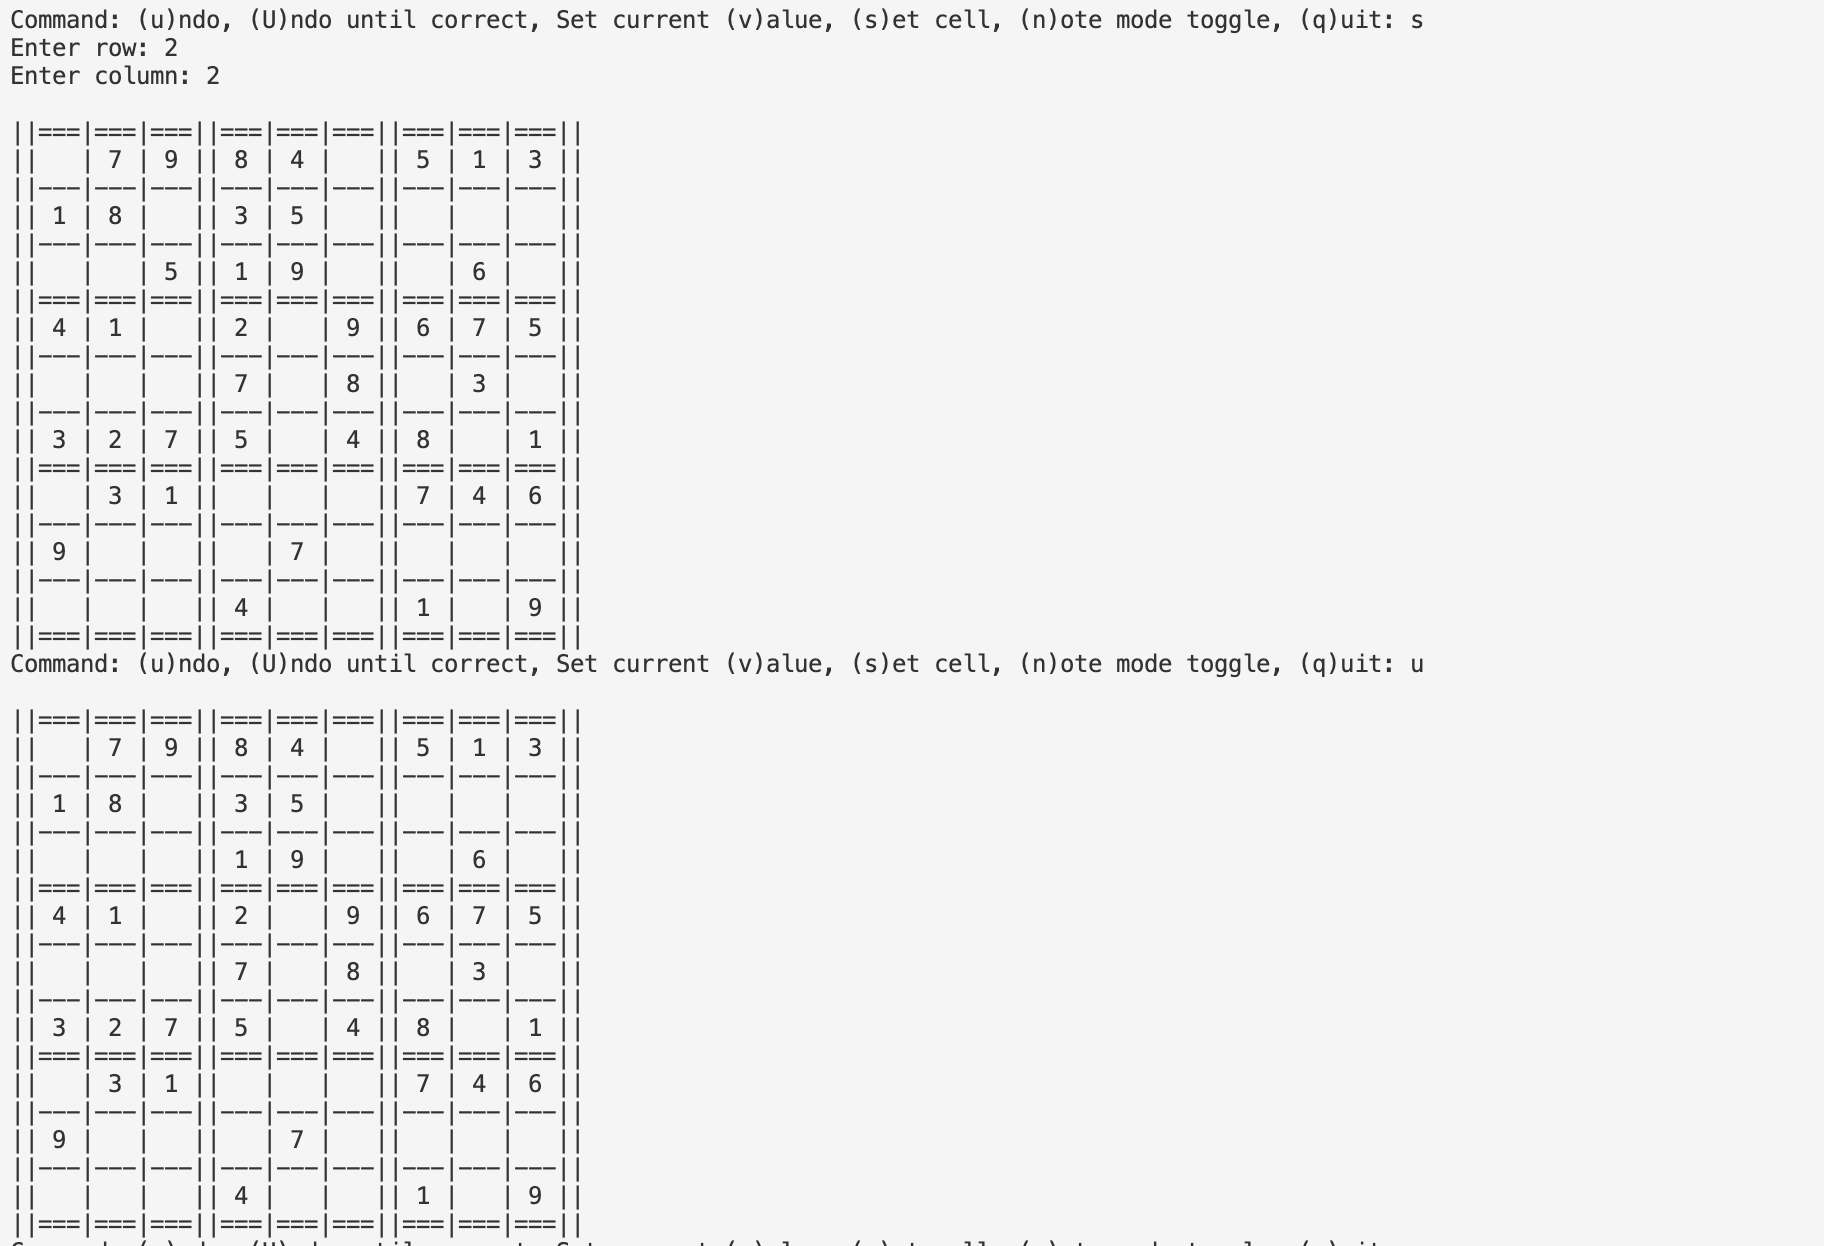 Command: (u)ndo, (U)ndo until correct, Set current (v)alue, (s)et cell, (n)ote mode toggle, (q)uit: s
Enter row: 2
Enter column: 2

||===|===|===||===|===|===||===|===|===||
||   | 7 | 9 || 8 | 4 |   || 5 | 1 | 3 ||
||---|---|---||---|---|---||---|---|---||
|| 1 | 8 |   || 3 | 5 |   ||   |   |   ||
||---|---|---||---|---|---||---|---|---||
||   |   | 5 || 1 | 9 |   ||   | 6 |   ||
||===|===|===||===|===|===||===|===|===||
|| 4 | 1 |   || 2 |   | 9 || 6 | 7 | 5 ||
||---|---|---||---|---|---||---|---|---||
||   |   |   || 7 |   | 8 ||   | 3 |   ||
||---|---|---||---|---|---||---|---|---||
|| 3 | 2 | 7 || 5 |   | 4 || 8 |   | 1 ||
||===|===|===||===|===|===||===|===|===||
||   | 3 | 1 ||   |   |   || 7 | 4 | 6 ||
||---|---|---||---|---|---||---|---|---||
|| 9 |   |   ||   | 7 |   ||   |   |   ||
||---|---|---||---|---|---||---|---|---||
||   |   |   || 4 |   |   || 1 |   | 9 ||
||===|===|===||===|===|===||===|===|===||
Command: (u)ndo, (U)ndo until correct, Set current (v)alue, (s)et cell, (n)ote mode toggle, (q)uit: u

||===|===|===||===|===|===||===|===|===||
||   | 7 | 9 || 8 | 4 |   || 5 | 1 | 3 ||
||---|---|---||---|---|---||---|---|---||
|| 1 | 8 |   || 3 | 5 |   ||   |   |   ||
||---|---|---||---|---|---||---|---|---||
||   |   |   || 1 | 9 |   ||   | 6 |   ||
||===|===|===||===|===|===||===|===|===||
|| 4 | 1 |   || 2 |   | 9 || 6 | 7 | 5 ||
||---|---|---||---|---|---||---|---|---||
||   |   |   || 7 |   | 8 ||   | 3 |   ||
||---|---|---||---|---|---||---|---|---||
|| 3 | 2 | 7 || 5 |   | 4 || 8 |   | 1 ||
||===|===|===||===|===|===||===|===|===||
||   | 3 | 1 ||   |   |   || 7 | 4 | 6 ||
||---|---|---||---|---|---||---|---|---||
|| 9 |   |   ||   | 7 |   ||   |   |   ||
||---|---|---||---|---|---||---|---|---||
||   |   |   || 4 |   |   || 1 |   | 9 ||
||===|===|===||===|===|===||===|===|===||